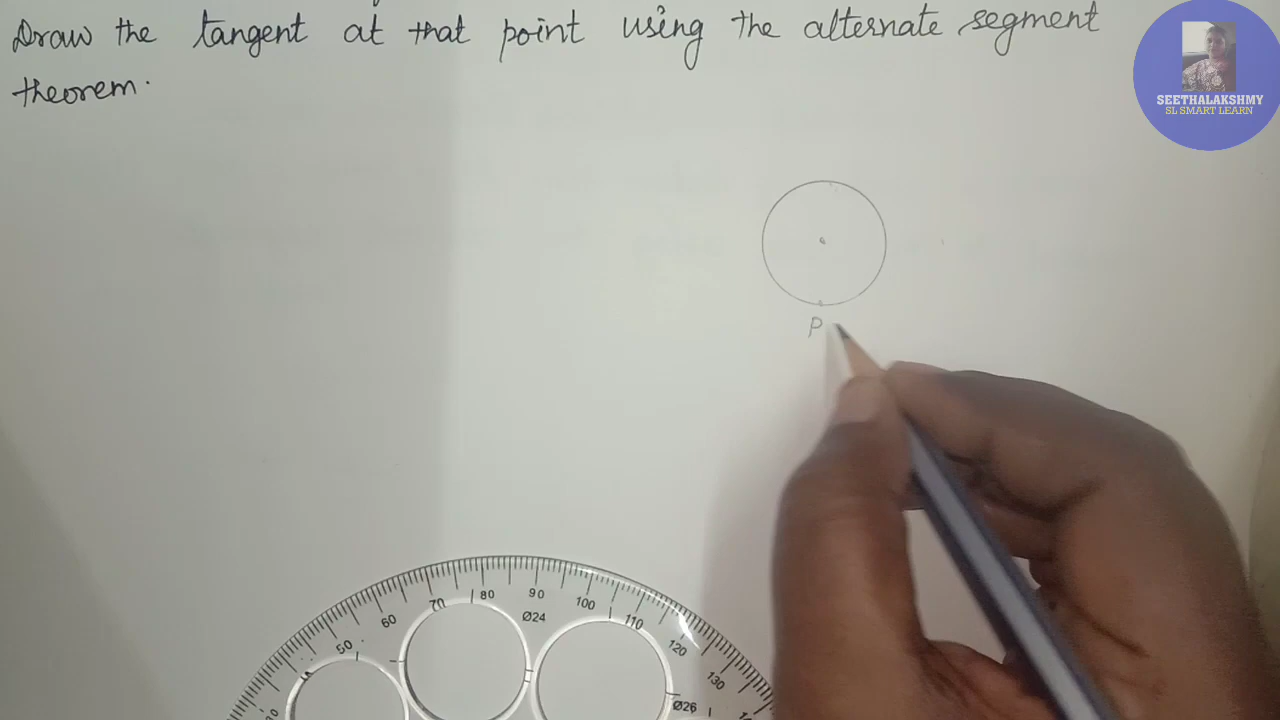 Draw the tangent at that point using the alternate segment
theorem.
SEETHALAKSHMY
SL SMART LEARN
P
50
60
70
80
90
100
110
120
130
Ø24
Ø26